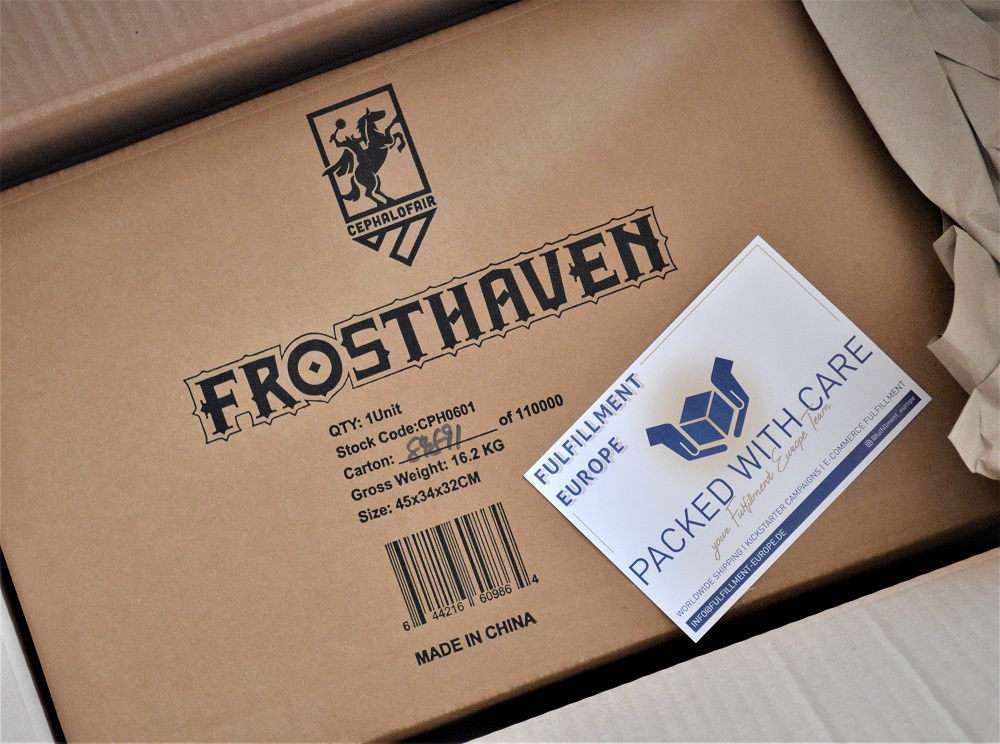 CEPHALOFAIR
FROSTHAVEN
QTY: 1Unit
Stock Code:CPH0601
Carton: of 110000
Gross Weight: 16.2 KG
Size: 45x34x32CM
6 44216 60986 4
MADE IN CHINA
FULFILLMENT
EUROPE
PACKED WITH CARE
your Fulfillment Europe Team
WORLDWIDE SHIPPING | KICKSTARTER CAMPAIGNS | E-COMMERCE FULFILLMENT
INFO@FULFILLMENT-EUROPE.DE
@fulfillment_europe